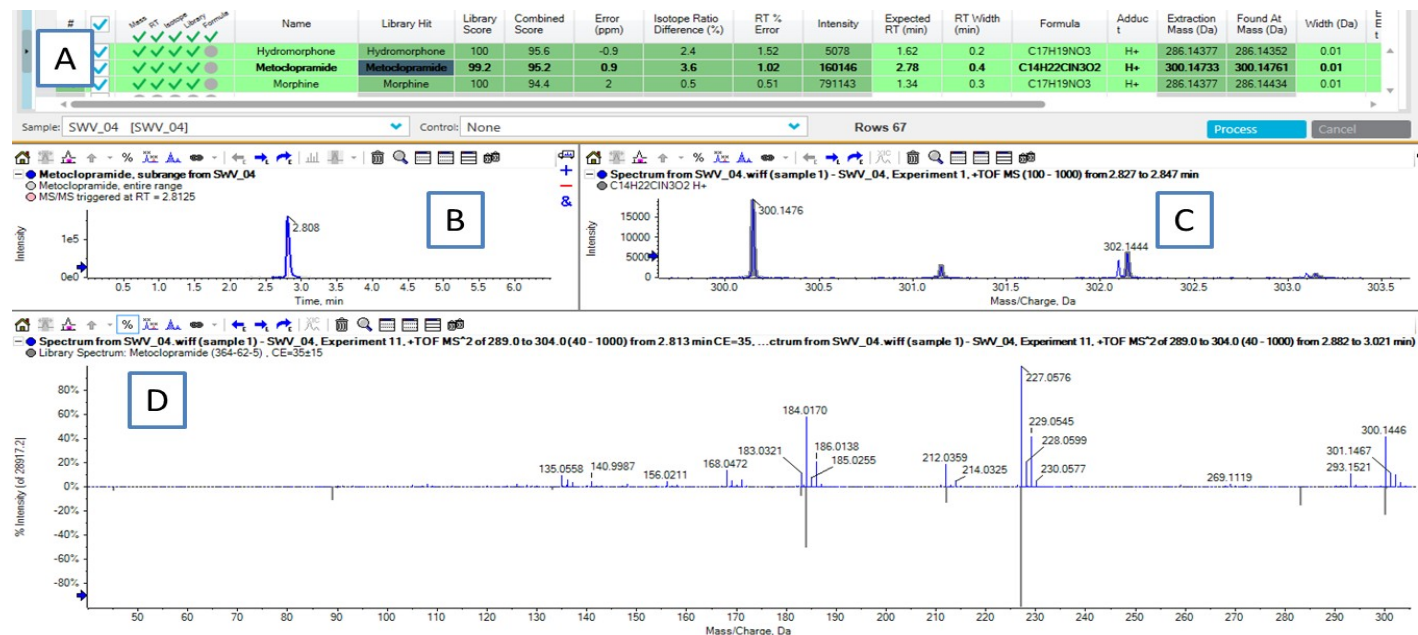 A
# Mass RT Isotope Library Formula Name Library Hit Library Score Combined Score Error (ppm) Isotope Ratio Difference (%) RT % Error Intensity Expected RT (min) RT Width (min) Formula Adduc t Extraction Mass (Da) Found At Mass (Da) Width (Da) E E t
Hydromorphone Hydromorphone 100 95.6 -0.9 2.4 1.52 5078 1.62 0.2 C17H19NO3 H+ 286.14377 286.14352 0.01
Metoclopramide Metoclopramide 99.2 95.2 0.9 3.6 1.02 160146 2.78 0.4 C14H22ClN3O2 H+ 300.14733 300.14761 0.01
Morphine Morphine 100 94.4 2 0.5 0.51 791143 1.34 0.3 C17H19NO3 H+ 286.14377 286.14434 0.01
Sample: SWV_04 [SWV_04] Control: None Rows 67 Process Cancel
Metoclopramide, subrange from SWV_04
Metoclopramide, entire range
MS/MS triggered at RT = 2.8125
B
2.808
Intensity
1e5
0e0
0.5 1.0 1.5 2.0 2.5 3.0 3.5 4.0 4.5 5.0 5.5 6.0
Time, min
+
−
&
Spectrum from SWV_04.wiff (sample 1) - SWV_04, Experiment 1, +TOF MS (100 - 1000) from 2.827 to 2.847 min
C14H22ClN3O2 H+
C
300.1476
302.1444
Intensity
15000
10000
5000
0
300.0 300.5 301.0 301.5 302.0 302.5 303.0 303.5
Mass/Charge, Da
Spectrum from SWV_04.wiff (sample 1) - SWV_04, Experiment 11, +TOF MS^2 of 289.0 to 304.0 (40 - 1000) from 2.813 min CE=35, ...ctrum from SWV_04.wiff (sample 1) - SWV_04, Experiment 11, +TOF MS^2 of 289.0 to 304.0 (40 - 1000) from 2.882 to 3.021 min)
Library Spectrum: Metoclopramide (364-62-5) , CE=35±15
D
227.0576
184.0170
229.0545
300.1446
183.0321
186.0138
228.0599
185.0255
212.0359
301.1467
135.0558
140.9987
168.0472
293.1521
156.0211
214.0325
230.0577
269.1119
% Intensity [of 28917.2]
80%
60%
40%
20%
0%
-20%
-40%
-60%
-80%
50 60 70 80 90 100 110 120 130 140 150 160 170 180 190 200 210 220 230 240 250 260 270 280 290 300
Mass/Charge, Da